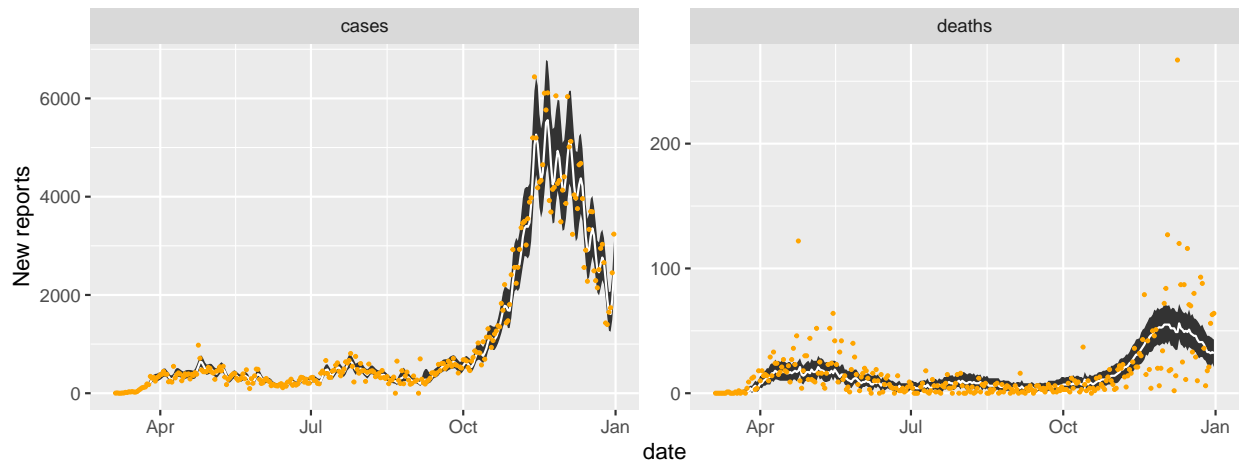 cases
deaths
New reports
6000
4000
2000
0
200
100
0
Apr
Jul
Oct
Jan
Apr
Jul
Oct
Jan
date